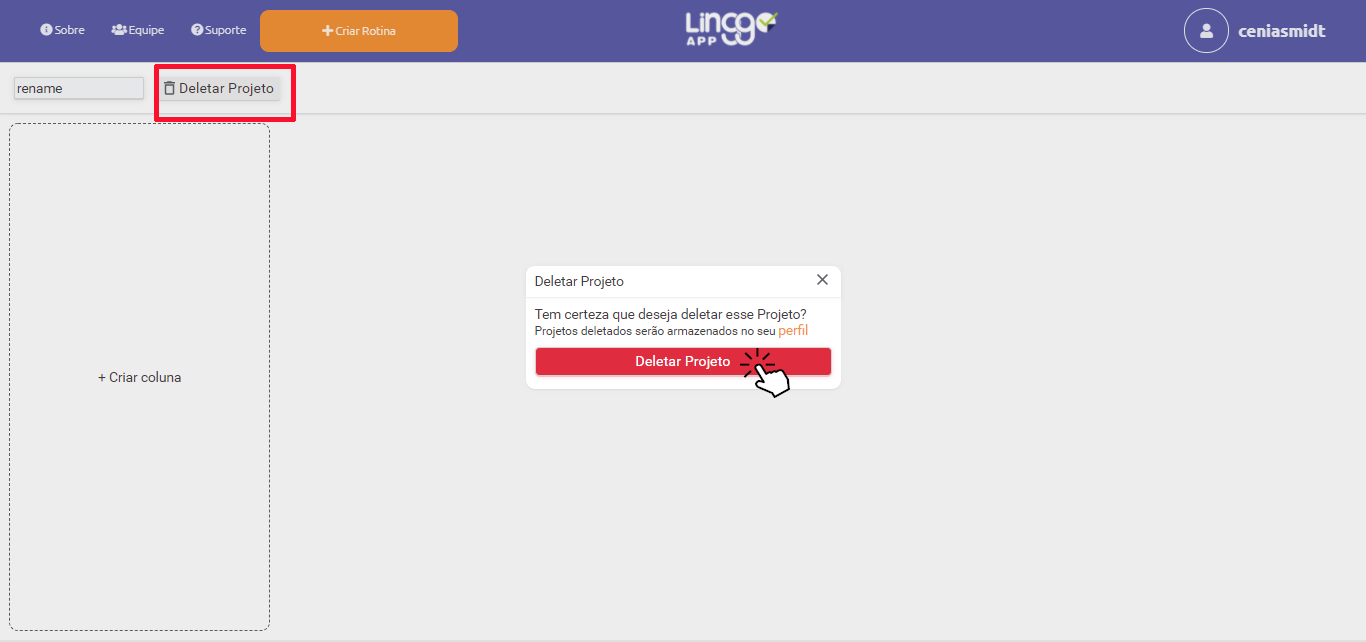 Sobre
Equipe
Suporte
Criar Rotina
Lincgo
APP
ceniasmidt
rename
Deletar Projeto
+ Criar coluna
Deletar Projeto
Tem certeza que deseja deletar esse Projeto?
Projetos deletados serão armazenados no seu perfil
Deletar Projeto